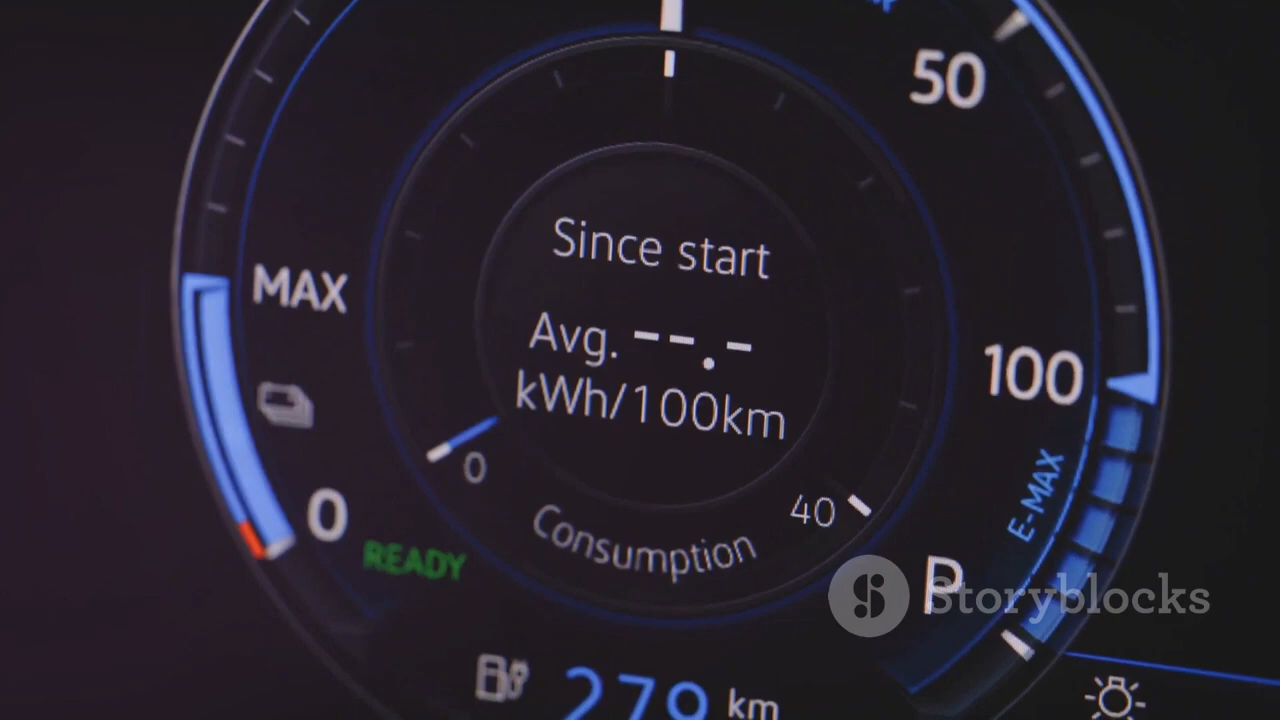 50
Since start
MAX
Avg. --.-
kWh/100km
100
0
40
E-MAX
0
Consumption
READY
P
Storyblocks
279 km